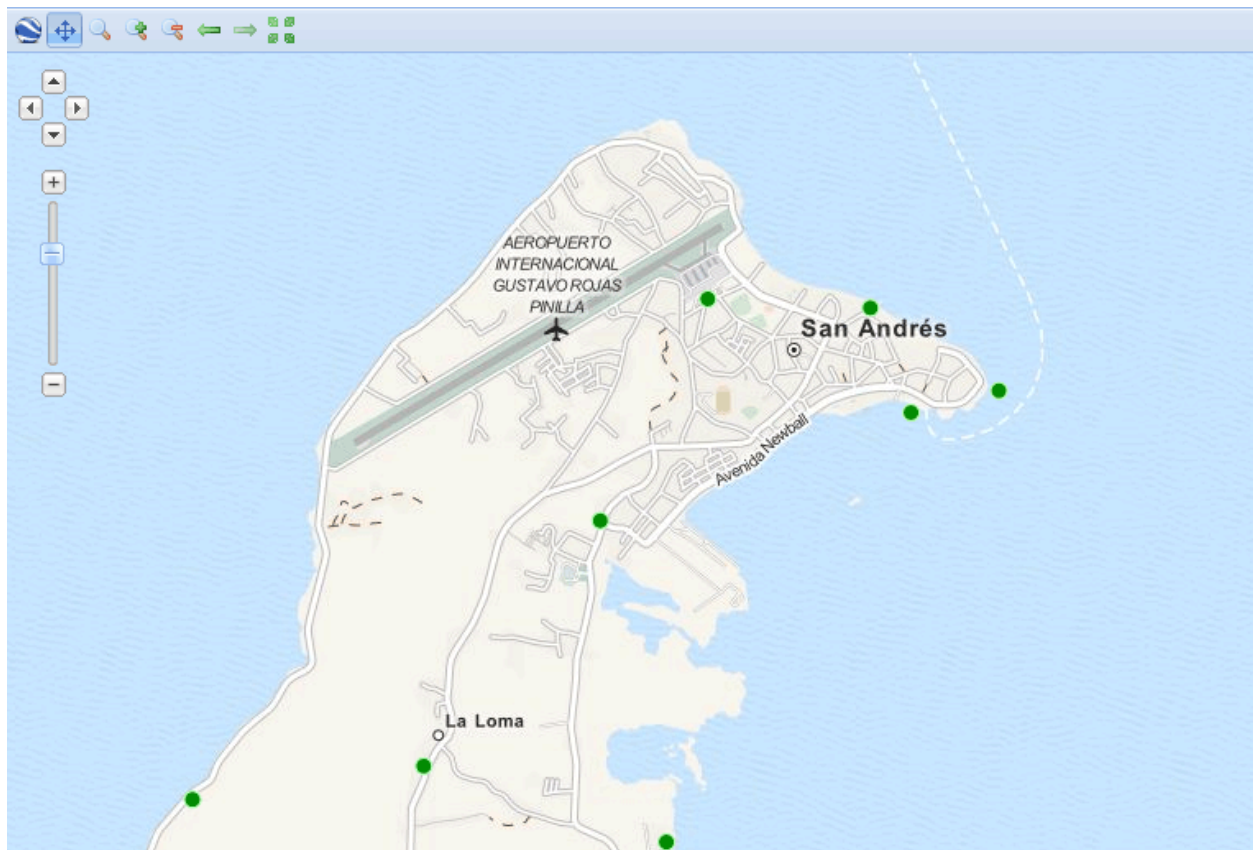 AEROPUERTO
INTERNACIONAL
GUSTAVO ROJAS
PINILLA
San Andrés
Avenida Newball
La Loma